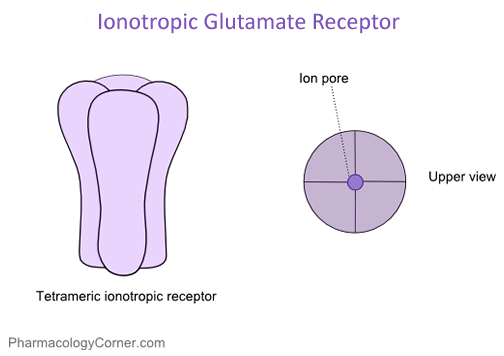 Ionotropic Glutamate Receptor
Ion pore
Upper view
Tetrameric ionotropic receptor
PharmacologyCorner.com